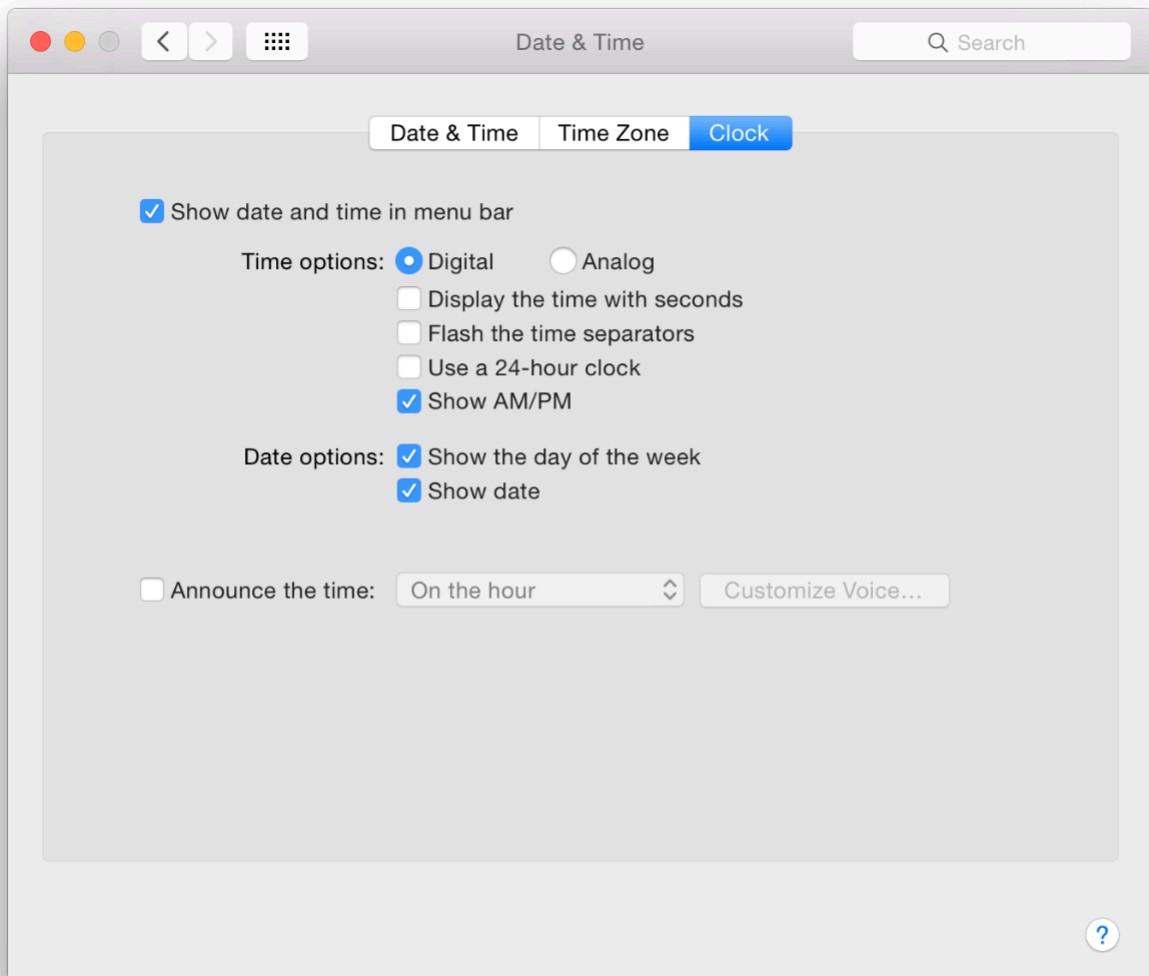 Date & Time
Search
Date & Time Time Zone Clock
Show date and time in menu bar
Time options: Digital Analog
Display the time with seconds
Flash the time separators
Use a 24-hour clock
Show AM/PM
Date options: Show the day of the week
Show date
Announce the time: On the hour Customize Voice...
?